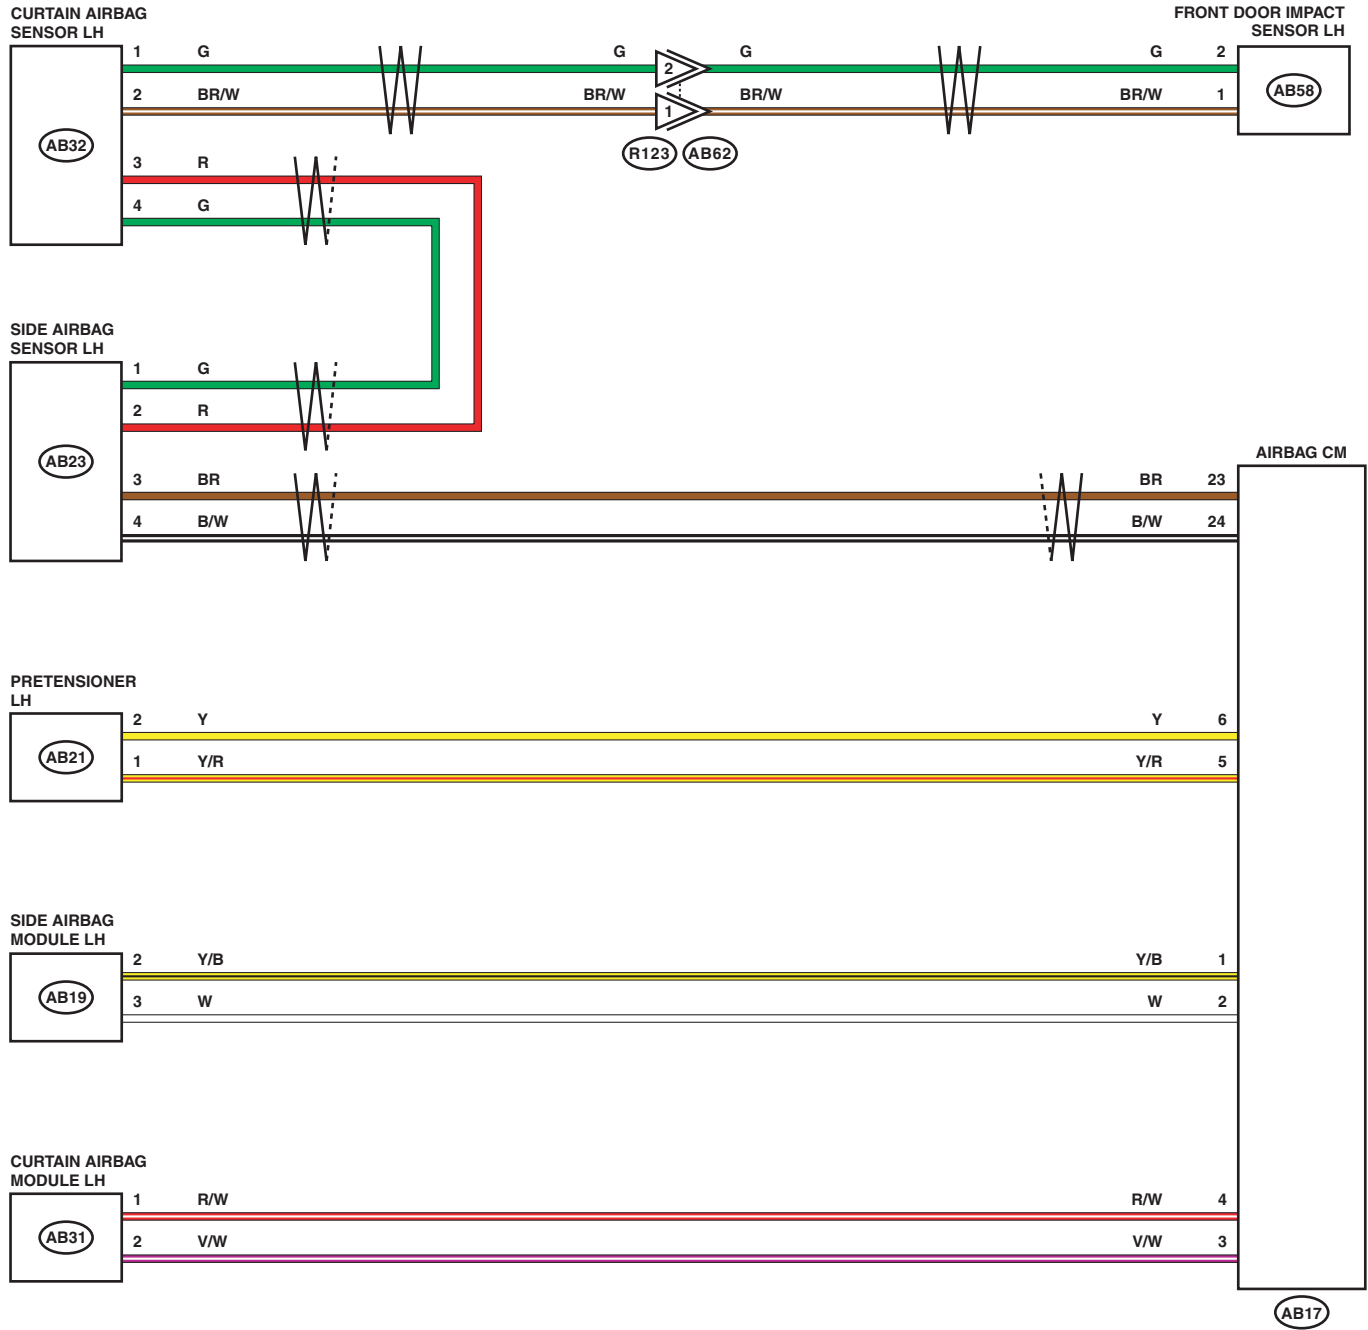 CURTAIN AIRBAG
SENSOR LH
FRONT DOOR IMPACT
SENSOR LH
1 G G G G 2
2
2 BR/W BR/W BR/W BR/W 1
1
AB32
R123 AB62
AB58
3 R
4 G
SIDE AIRBAG
SENSOR LH
1 G
2 R
AB23
AIRBAG CM
3 BR BR 23
4 B/W B/W 24
PRETENSIONER
LH
2 Y Y 6
AB21
1 Y/R Y/R 5
SIDE AIRBAG
MODULE LH
2 Y/B Y/B 1
AB19
3 W W 2
CURTAIN AIRBAG
MODULE LH
1 R/W R/W 4
AB31
2 V/W V/W 3
AB17